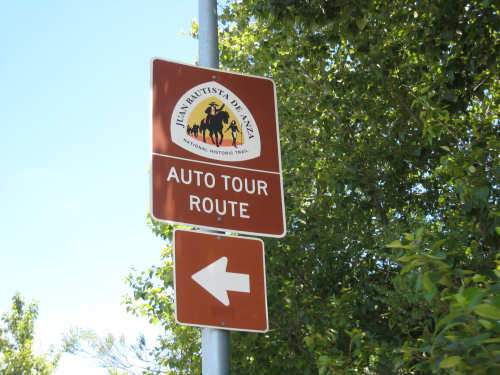 JUAN BAUTISTA DE ANZA
NATIONAL HISTORIC TRAIL
AUTO TOUR
ROUTE